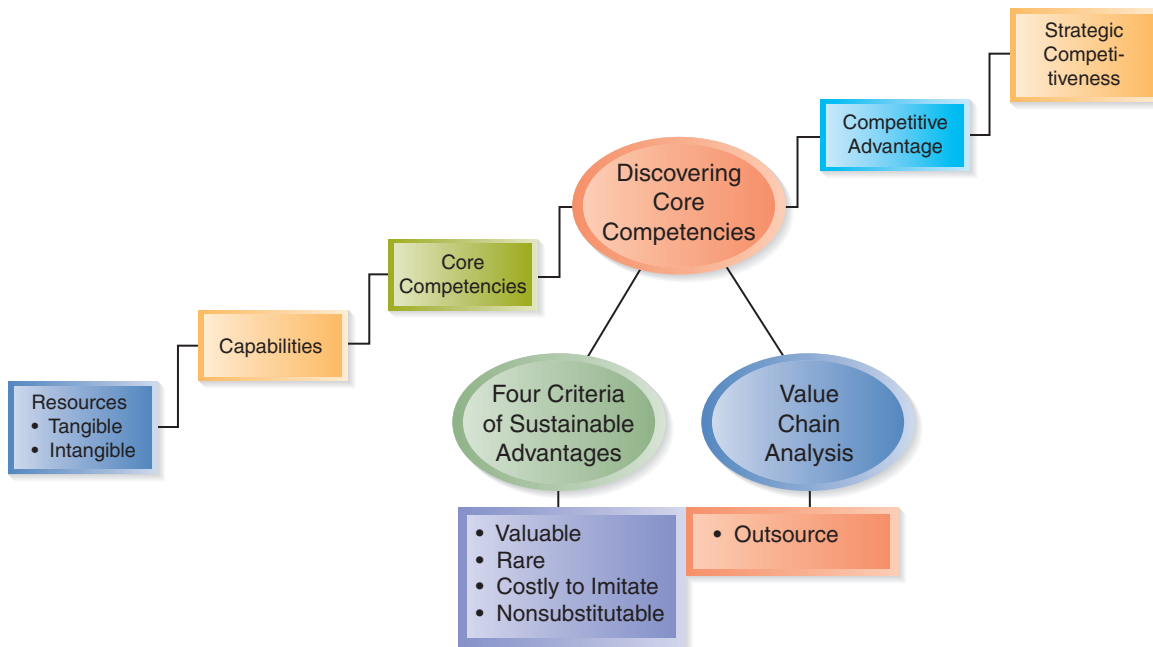 Resources
• Tangible
• Intangible
Capabilities
Core
Competencies
Discovering
Core
Competencies
Competitive
Advantage
Strategic
Competi-
tiveness
Four Criteria
of Sustainable
Advantages
Value
Chain
Analysis
• Valuable
• Rare
• Costly to Imitate
• Nonsubstitutable
• Outsource